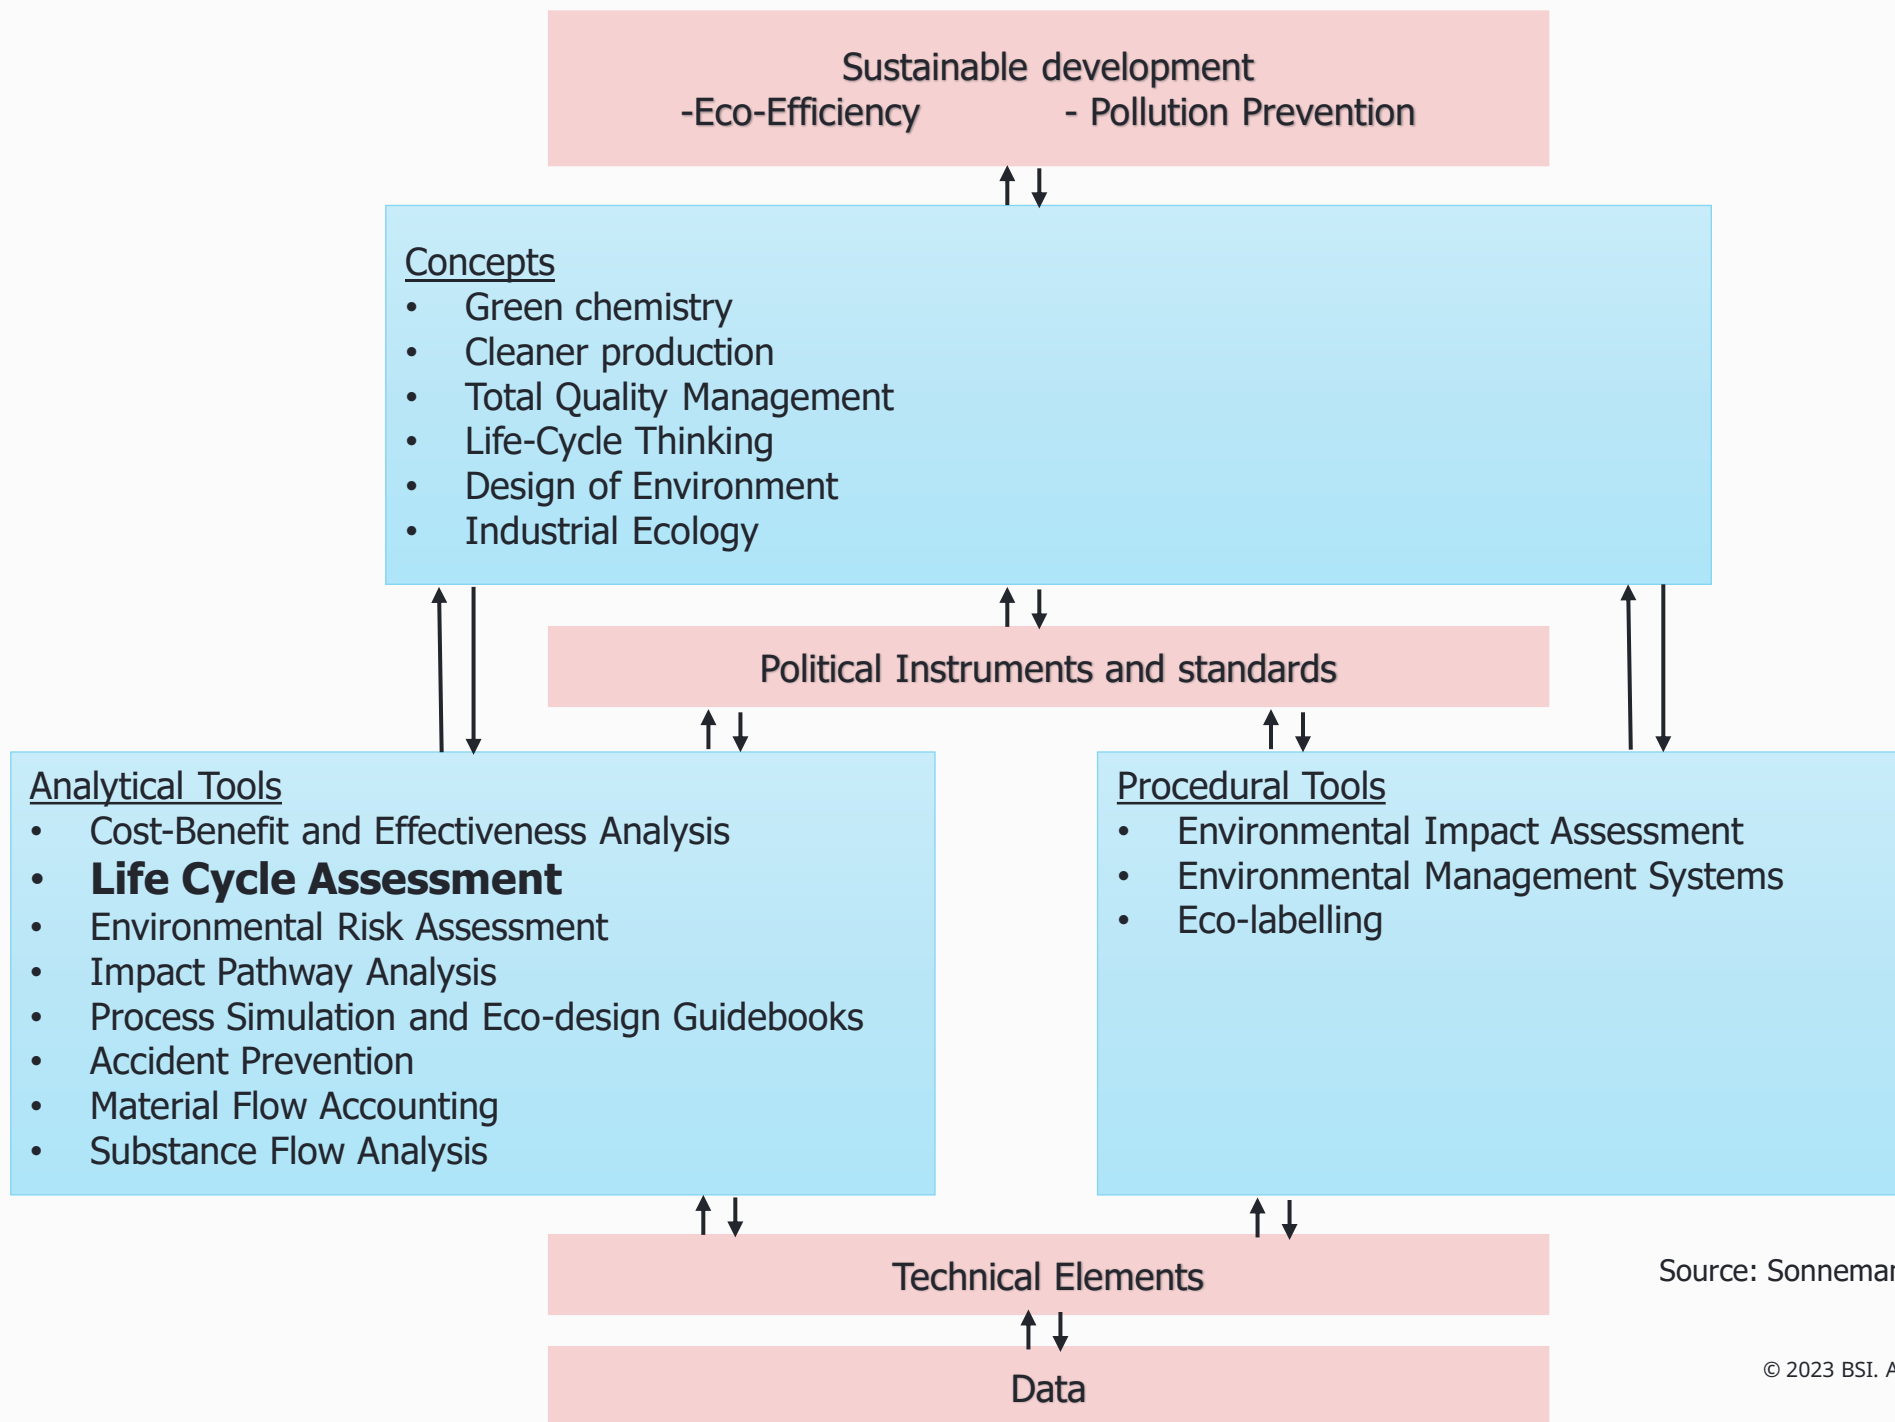 Sustainable development
-Eco-Efficiency - Pollution Prevention
Concepts
• Green chemistry
• Cleaner production
• Total Quality Management
• Life-Cycle Thinking
• Design of Environment
• Industrial Ecology
Political Instruments and standards
Analytical Tools
• Cost-Benefit and Effectiveness Analysis
• Life Cycle Assessment
• Environmental Risk Assessment
• Impact Pathway Analysis
• Process Simulation and Eco-design Guidebooks
• Accident Prevention
• Material Flow Accounting
• Substance Flow Analysis
Procedural Tools
• Environmental Impact Assessment
• Environmental Management Systems
• Eco-labelling
Technical Elements
Source:
Data
© 2023 BSI.